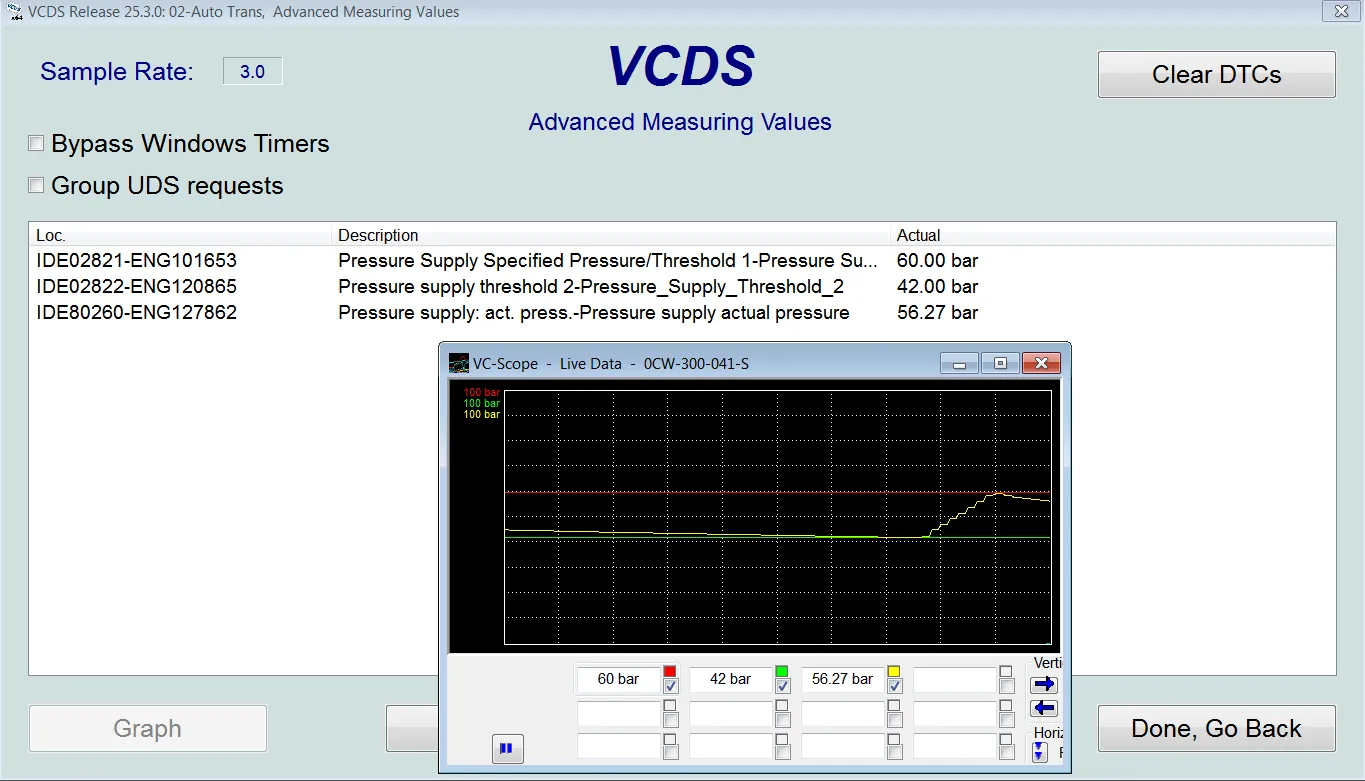 VCDS Release 25.3.0: 02-Auto Trans,  Advanced Measuring Values
Sample Rate: 3.0
VCDS
Clear DTCs
Advanced Measuring Values
Bypass Windows Timers
Group UDS requests
Loc. Description Actual
IDE02821-ENG101653 Pressure Supply Specified Pressure/Threshold 1-Pressure Su... 60.00 bar
IDE02822-ENG120865 Pressure supply threshold 2-Pressure_Supply_Threshold_2 42.00 bar
IDE80260-ENG127862 Pressure supply: act. press.-Pressure supply actual pressure 56.27 bar
VC-Scope  -  Live Data  -  0CW-300-041-S
100 bar
100 bar
100 bar
60 bar 42 bar 56.27 bar
Verti
Horiz
Graph
Done, Go Back